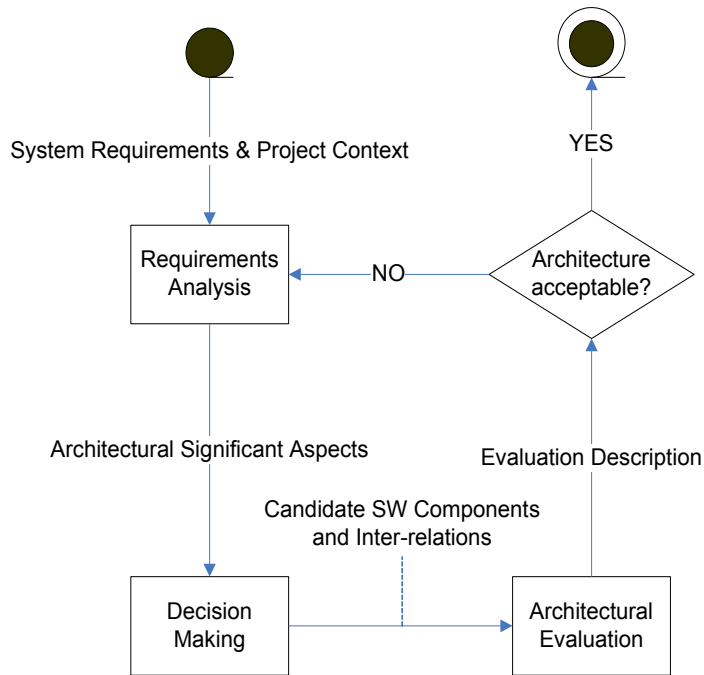 System Requirements & Project Context
YES
Requirements
Analysis
NO
Architecture
acceptable?
Architectural Significant Aspects
Evaluation Description
Candidate SW Components
and Inter-relations
Decision
Making
Architectural
Evaluation